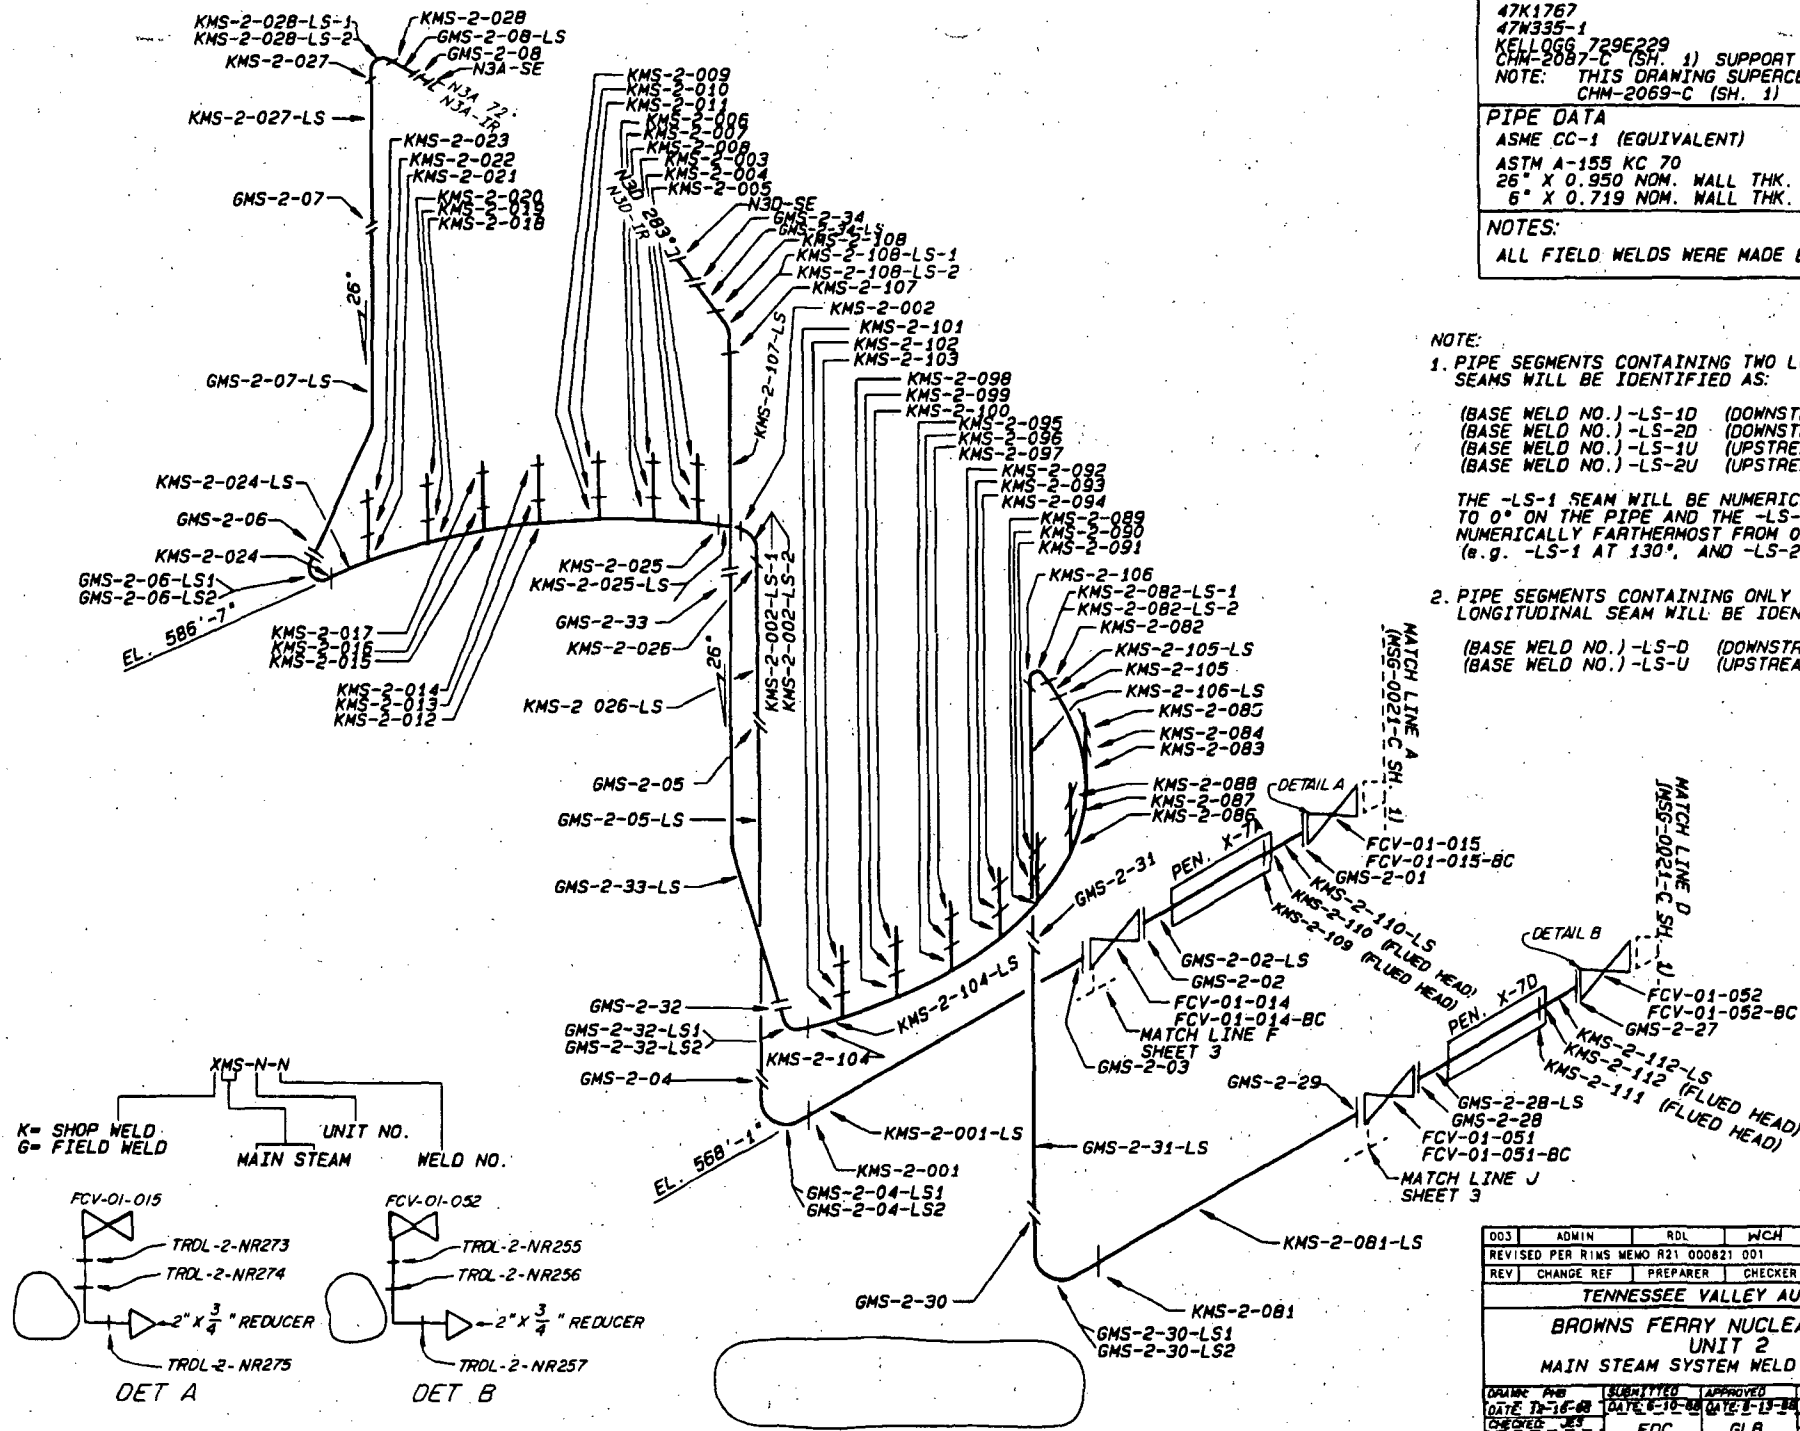 KMS-2-028-LS-1
KMS-2-028-LS-2
KMS-2-027
KMS-2-028
GMS-2-08-LS
GMS-2-08
N3A-SE
N3A 72°
N3A-IR
KMS-2-027-LS
GMS-2-07
26"
GMS-2-07-LS
KMS-2-023
KMS-2-022
KMS-2-021
KMS-2-020
KMS-2-019
KMS-2-018
KMS-2-009
KMS-2-010
KMS-2-011
KMS-2-006
KMS-2-007
KMS-2-008
KMS-2-003
KMS-2-004
KMS-2-005
N3D 283°
N3D-IR
N3D-SE
GMS-2-34
GMS-2-34-LS
KMS-2-108
KMS-2-108-LS-1
KMS-2-108-LS-2
KMS-2-107
KMS-2-002
KMS-2-107-LS
KMS-2-101
KMS-2-102
KMS-2-103
KMS-2-098
KMS-2-099
KMS-2-100
KMS-2-095
KMS-2-096
KMS-2-097
KMS-2-092
KMS-2-093
KMS-2-094
KMS-2-089
KMS-2-090
KMS-2-091
KMS-2-024-LS
GMS-2-06
KMS-2-024
GMS-2-06-LS1
GMS-2-06-LS2
EL. 586'-7"
KMS-2-017
KMS-2-016
KMS-2-015
KMS-2-014
KMS-2-013
KMS-2-012
KMS-2-025
KMS-2-025-LS
GMS-2-33
KMS-2-026
26"
KMS-2 026-LS
KMS-2-002-LS-1
KMS-2-002-LS-2
GMS-2-05
GMS-2-05-LS
GMS-2-33-LS
KMS-2-106
KMS-2-082-LS-1
KMS-2-082-LS-2
KMS-2-082
KMS-2-105-LS
KMS-2-105
KMS-2-106-LS
KMS-2-085
KMS-2-084
KMS-2-083
KMS-2-088
KMS-2-087
KMS-2-086
GMS-2-31
GMS-2-32
GMS-2-32-LS1
GMS-2-32-LS2
KMS-2-104
KMS-2-104-LS
GMS-2-04
KMS-2-001-LS
KMS-2-001
GMS-2-04-LS1
GMS-2-04-LS2
EL. 568'-1"
PEN. X-7A
DETAIL A
MATCH LINE A
(MSG-0021-C SH. 1)
FCV-01-015
FCV-01-015-BC
GMS-2-01
KMS-2-110-LS
KMS-2-110 (FLUED HEAD)
KMS-2-109 (FLUED HEAD)
GMS-2-02-LS
GMS-2-02
FCV-01-014
FCV-01-014-BC
MATCH LINE F
SHEET 3
GMS-2-03
GMS-2-31-LS
GMS-2-29
PEN. X-7D
DETAIL B
MATCH LINE D
(MSG-0021-C SH. 1)
FCV-01-052
FCV-01-052-BC
GMS-2-27
KMS-2-112-LS
KMS-2-112 (FLUED HEAD)
KMS-2-111 (FLUED HEAD)
GMS-2-28-LS
GMS-2-28
FCV-01-051
FCV-01-051-BC
MATCH LINE J
SHEET 3
KMS-2-081-LS
KMS-2-081
GMS-2-30
GMS-2-30-LS1
GMS-2-30-LS2
XMS-N-N
K= SHOP WELD
G= FIELD WELD
MAIN STEAM
UNIT NO.
WELD NO.
FCV-01-015
TRDL-2-NR273
TRDL-2-NR274
2" X 3/4" REDUCER
TRDL-2-NR275
DET A
FCV-01-052
TRDL-2-NR255
TRDL-2-NR256
2" X 3/4" REDUCER
TRDL-2-NR257
DET B
47K1767
47W335-1
KELLOGG 729E229
CHM-2087-C (SH. 1) SUPPORT
NOTE: THIS DRAWING SUPERCE
CHM-2069-C (SH. 1)
PIPE DATA
ASME CC-1 (EQUIVALENT)
ASTM A-155 KC 70
26" X 0.950 NOM. WALL THK.
6" X 0.719 NOM. WALL THK.
NOTES:
ALL FIELD WELDS WERE MADE
NOTE:
1. PIPE SEGMENTS CONTAINING TWO L
SEAMS WILL BE IDENTIFIED AS:
(BASE WELD NO.)-LS-1D (DOWNST
(BASE WELD NO.)-LS-2D (DOWNST
(BASE WELD NO.)-LS-1U (UPSTRE
(BASE WELD NO.)-LS-2U (UPSTRE
THE -LS-1 SEAM WILL BE NUMERIC
TO 0° ON THE PIPE AND THE -LS-
NUMERICALLY FARTHERMOST FROM 0
(e.g. -LS-1 AT 130°, AND -LS-2
2. PIPE SEGMENTS CONTAINING ONLY
LONGITUDINAL SEAM WILL BE IDEN
(BASE WELD NO.)-LS-D (DOWNSTR
(BASE WELD NO.)-LS-U (UPSTREA
003 ADMIN RDL WCH
REVISED PER RIMS MEMO R21 000821 001
REV CHANGE REF PREPARER CHECKER
TENNESSEE VALLEY AU
BROWNS FERRY NUCLEA
UNIT 2
MAIN STEAM SYSTEM WELD
DRAWN: PHB SUBMITTED APPROVED
DATE: 12-16-88
CHECKED: JES EDC GLB